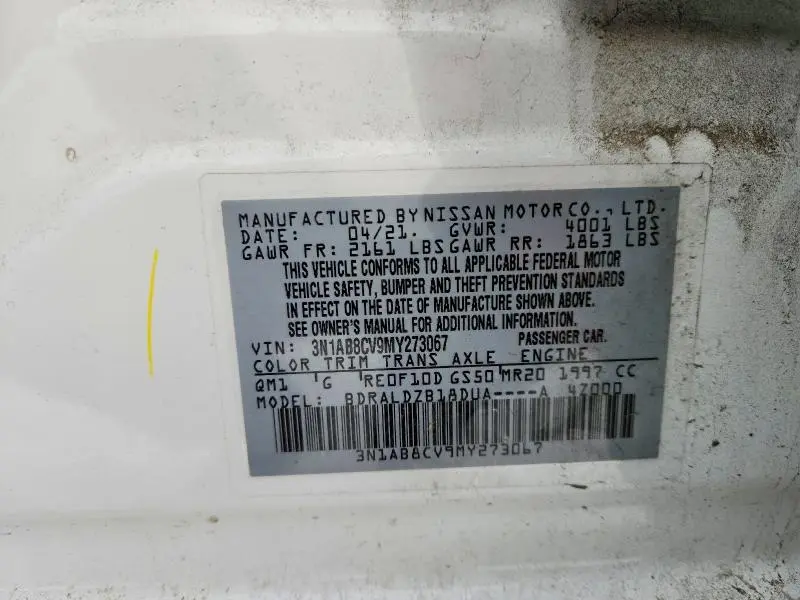 MANUFACTURED BY NISSAN MOTOR CO., LTD.
DATE: 04/21. GVWR: 4001 LBS
GAWR FR: 2161 LBS GAWR RR: 1863 LBS
THIS VEHICLE CONFORMS TO ALL APPLICABLE FEDERAL MOTOR
VEHICLE SAFETY, BUMPER AND THEFT PREVENTION STANDARDS
IN EFFECT ON THE DATE OF MANUFACTURE SHOWN ABOVE.
SEE OWNER'S MANUAL FOR ADDITIONAL INFORMATION.
VIN: 3N1AB8CV9MY273067 PASSENGER CAR.
COLOR TRIM TRANS AXLE ENGINE
QM1 G RE0F10D GS50 MR20 1997 CC
MODEL: BDRALDZB18DUA----A 47000
3N1AB8CV9MY273067